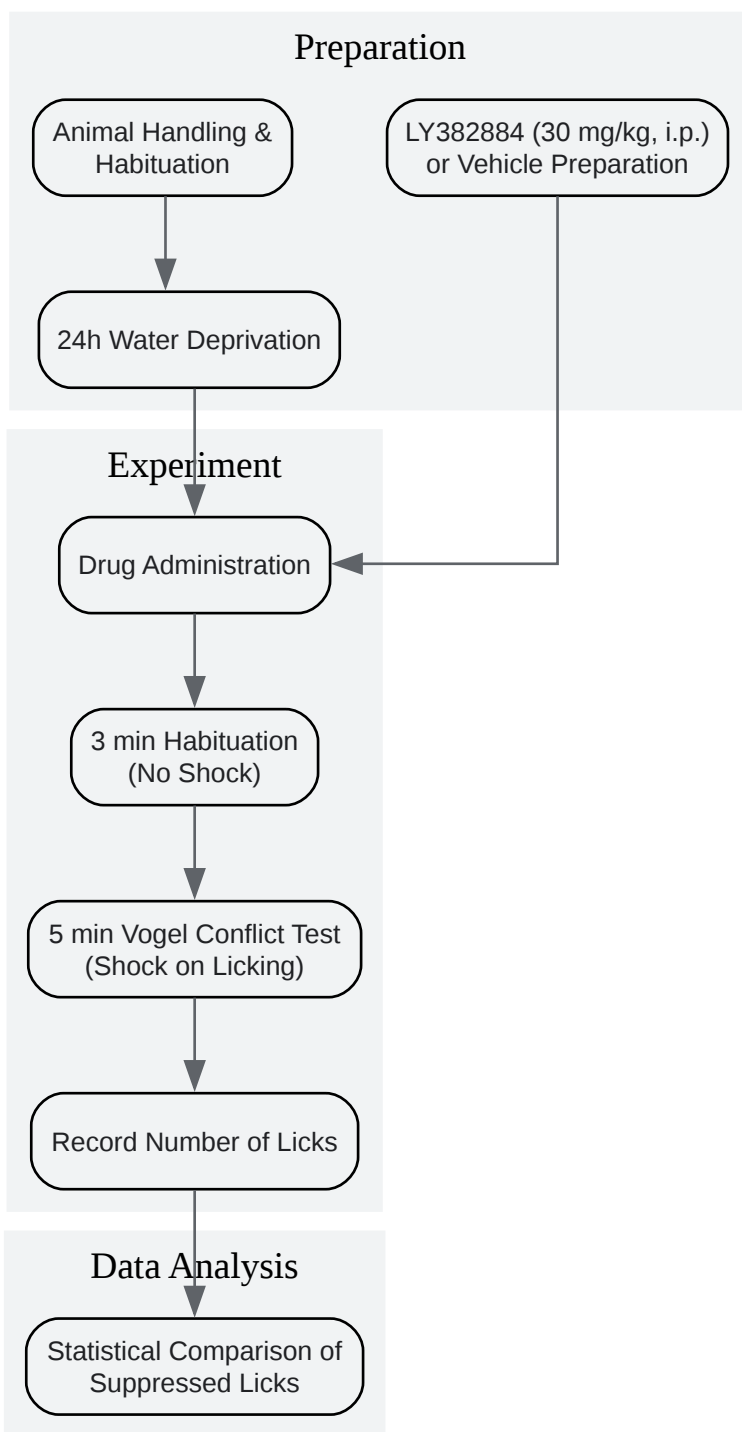 Preparation
Animal Handling &
Habituation
LY382884 (30 mg/kg, i.p.)
or Vehicle Preparation
24h Water Deprivation
Experiment
Drug Administration
3 min Habituation
(No Shock)
5 min Vogel Conflict Test
(Shock on Licking)
Record Number of Licks
Data Analysis
Statistical Comparison of
Suppressed Licks